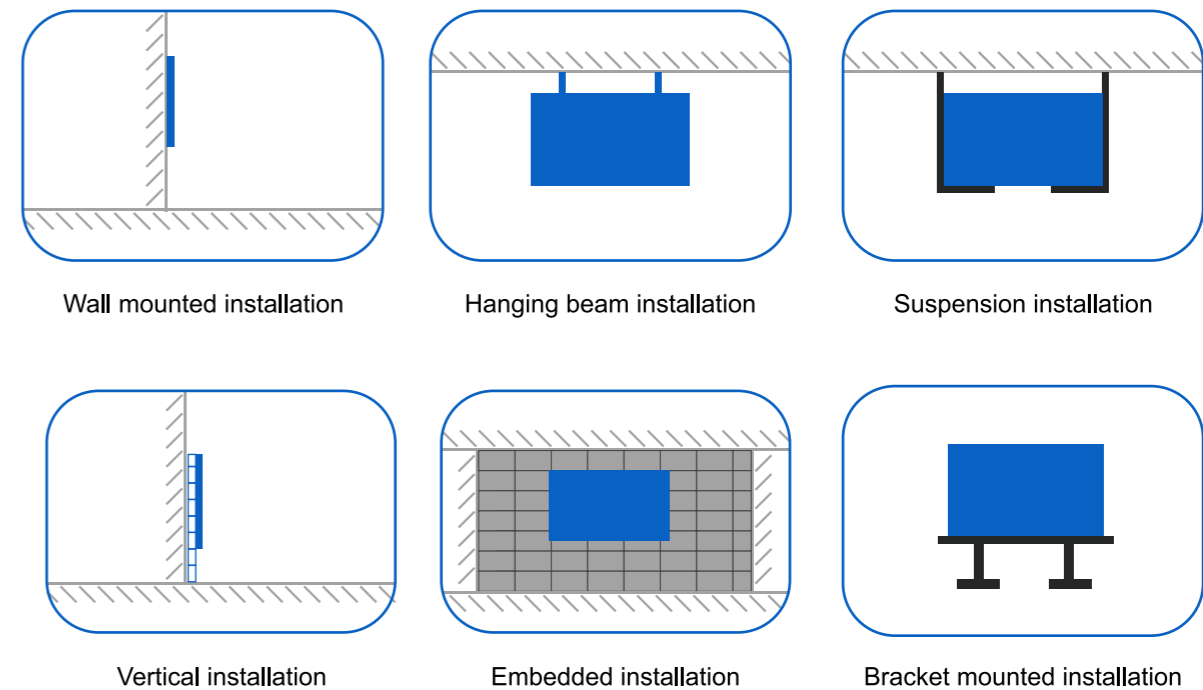 Wall mounted installation
Hanging beam installation
Suspension installation
Vertical installation
Embedded installation
Bracket mounted installation